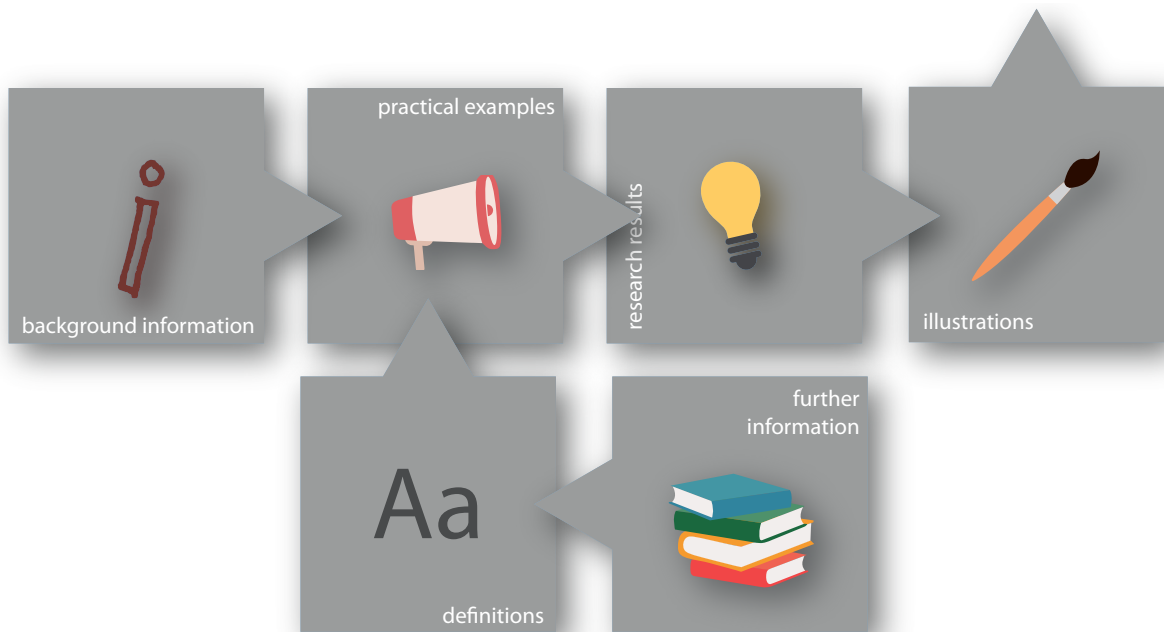 practical examples
research results
background information
illustrations
further
information
Aa
definitions